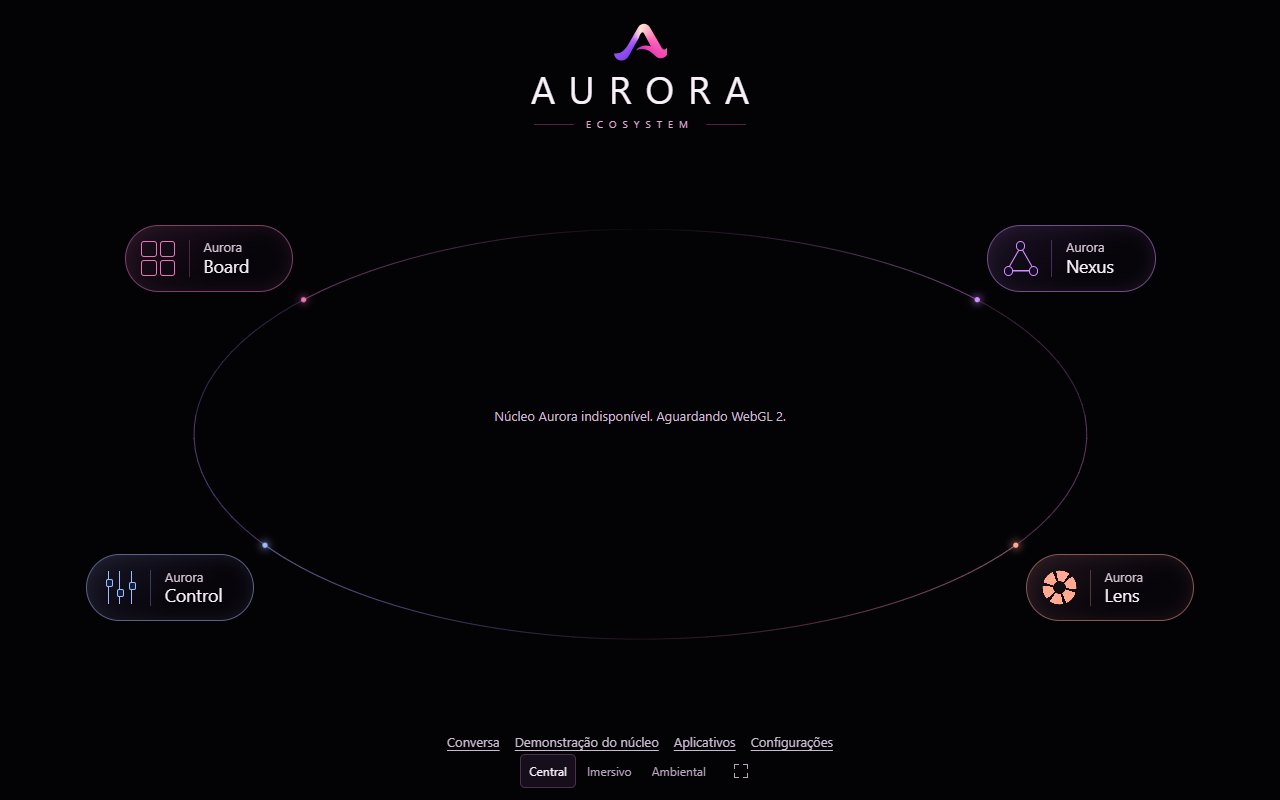 AURORA
ECOSYSTEM
Aurora
Board
Aurora
Nexus
Núcleo Aurora indisponível. Aguardando WebGL 2.
Aurora
Control
Aurora
Lens
Conversa Demonstração do núcleo Aplicativos Configurações
Central Imersivo Ambiental